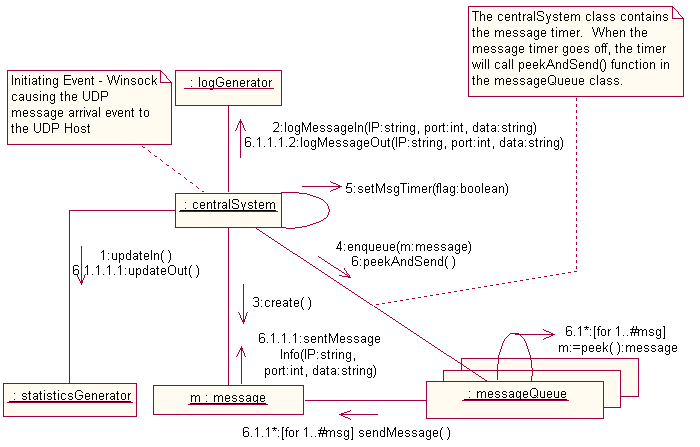 The centralSystem class contains
the message timer. When the
message timer goes off, the timer
will call peekAndSend() function in
the messageQueue class.
Initiating Event - Winsock
causing the UDP
message arrival event to
the UDP Host
: logGenerator
2:logMessageIn(IP:string, port:int, data:string)
6.1.1.1.2:logMessageOut(IP:string, port:int, data:string)
5:setMsgTimer(flag:boolean)
: centralSystem
1:updateIn( )
6.1.1.1.1:updateOut( )
4:enqueue(m:message)
6:peekAndSend( )
3:create( )
6.1.1.1:sentMessage
Info(IP:string,
port:int, data:string)
6.1*:[for 1..#msg]
m:=peek( ):message
: statisticsGenerator
m : message
: messageQueue
6.1.1*:[for 1..#msg] sendMessage( )